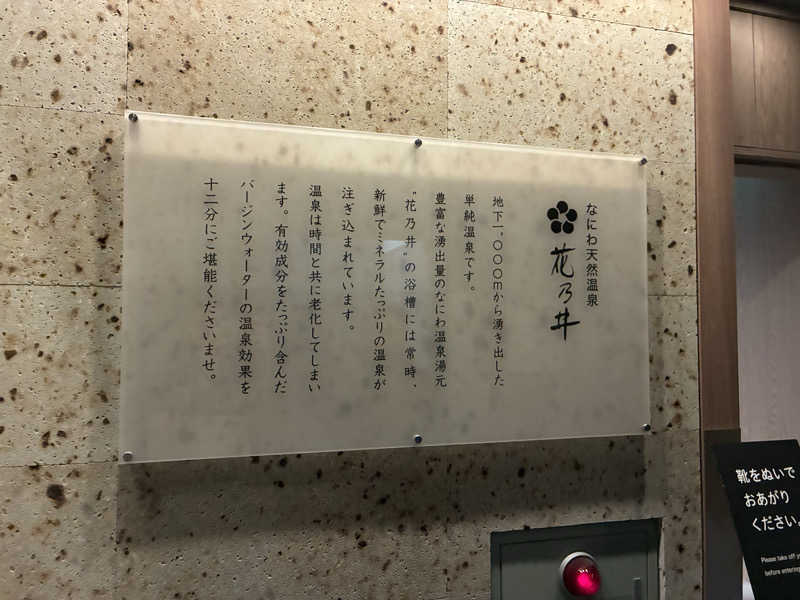 なにわ天然温泉
花乃井
地下一,〇〇〇mから湧き出した
単純温泉です。
豊富な湧出量のなにわ温泉湯元
"花乃井"の浴槽には常時、
新鮮でミネラルたっぷりの温泉が
注ぎ込まれています。
温泉は時間と共に老化してしまい
ます。有効成分をたっぷり含んだ
バージンウォーターの温泉効果を
十二分にご堪能くださいませ。
靴をぬいで
おあがり
ください。
Please take off
before entering